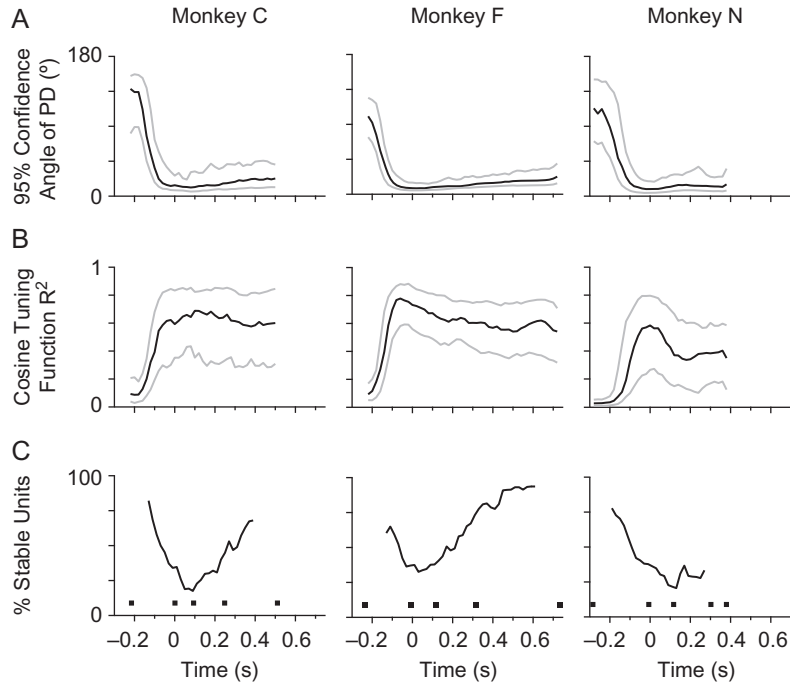 A
Monkey C
Monkey F
Monkey N
95% Confidence
Angle of PD (º)
180
0
B
Cosine Tuning
Function R²
1
0
C
% Stable Units
100
0
−0.2 0 0.2 0.4 0.6
−0.2 0 0.2 0.4 0.6
−0.2 0 0.2 0.4 0.6
Time (s)
Time (s)
Time (s)